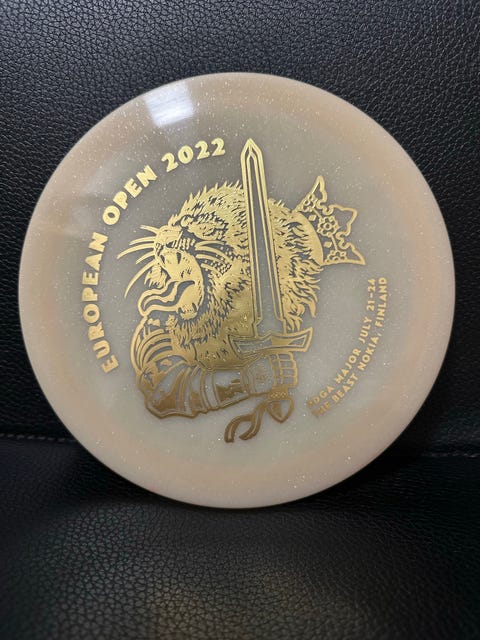 EUROPEAN OPEN 2022
PDGA MAJOR JULY 21-24
THE BEAST NOKIA, FINLAND